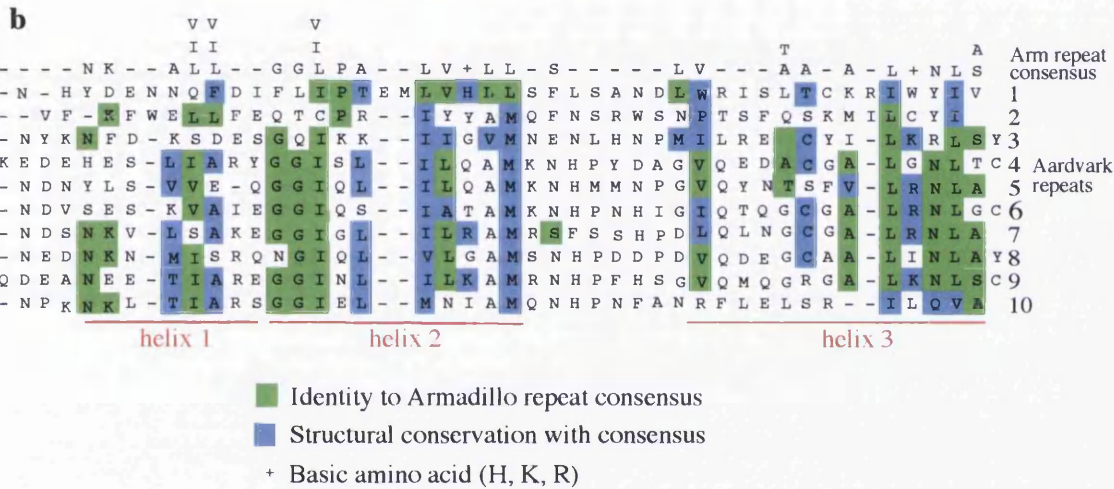 b
V V V
I I I T A
- - - - N K - A L L - - G G L P A - - L V + L L - S - - - - - L V - - - A A - A - L + N L S Arm repeat consensus
- N - H Y D E N N Q F D I F L I P T E M L V H L L S F L S A N D L W R I S L T C K R I W Y I V 1
- - V F - K F W E L L F E Q T C P R - - I Y Y A M Q F N S R W S N P T S F Q S K M I L C Y I 2
- N Y K N F D - K S D E S G Q I K K - - I I G V M N E N L H N P M I L R E L C Y I - L K R L S Y 3
K E D E H E S - L I A R Y G G I S L - - I L Q A M K N H P Y D A G V Q E D A C G A - L G N L T C 4 Aardvark repeats
- N D N Y L S - V V E - Q G G I Q L - - I L Q A M K N H M M N P G V Q Y N T S F V - L R N L A 5
- N D V S E S - K V A I E G G I Q S - - I A T A M K N H P N H I G I Q T Q G C G A - L R N L G C 6
- N D S N K V - L S A K E G G I G L - - I L R A M R S F S S H P D L Q L N G C G A - L R N L A 7
- N E D N K N - M I S R Q N G I Q L - - V L G A M S N H P D D P D V Q D E G C A A - L I N L A Y 8
Q D E A N E E - T I A R E G G I N L - - I L K A M R N H P F H S G V Q M Q G R G A - L K N L S C 9
- N P K N K L - T I A R S G G I E L - - M N I A M Q N H P N F A N R F L E L S R - - I L Q V A 10
helix 1 helix 2 helix 3
Identity to Armadillo repeat consensus
Structural conservation with consensus
+ Basic amino acid (H, K, R)